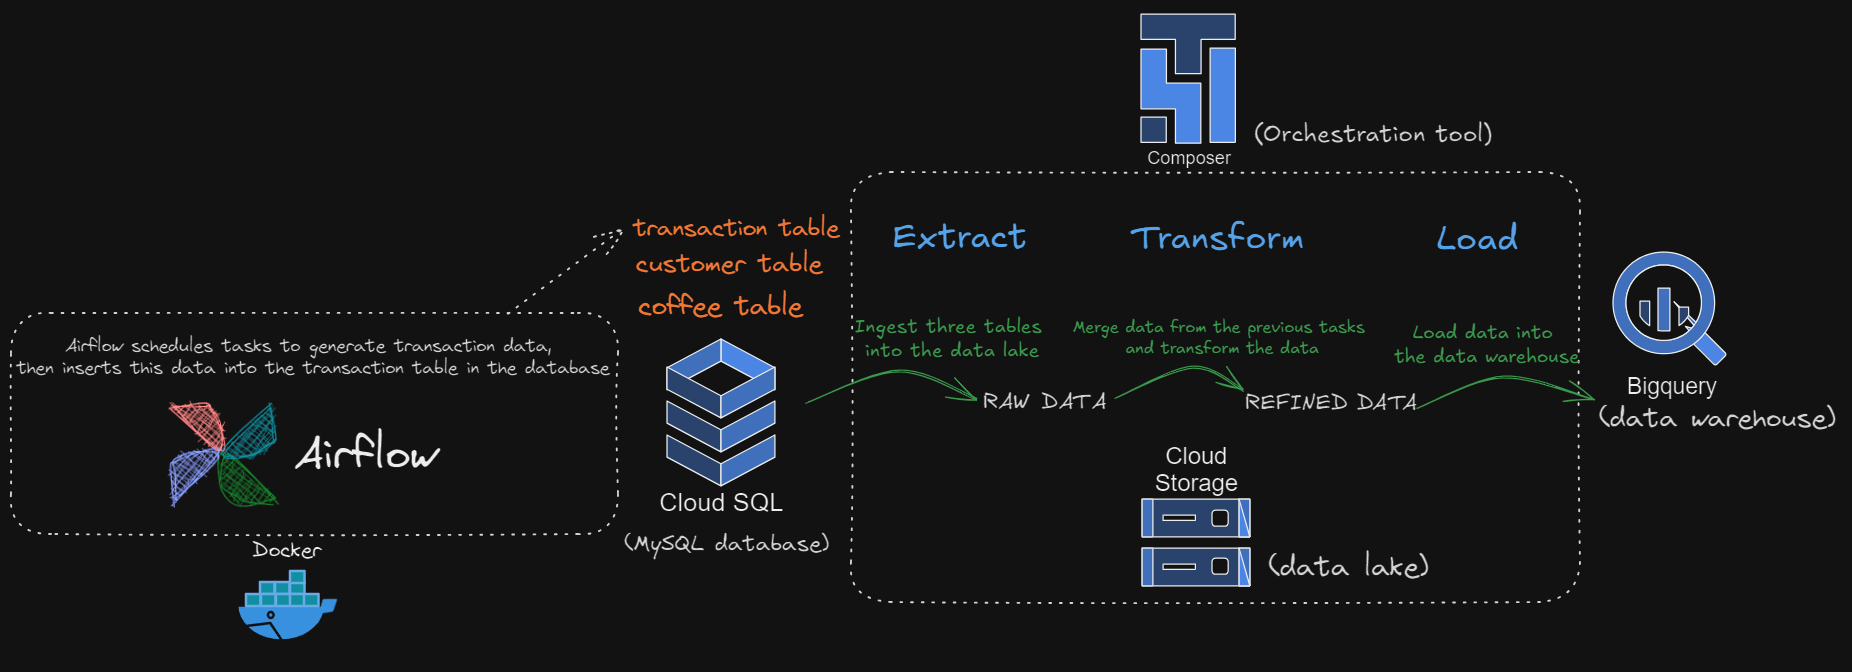 Composer
(Orchestration tool)
transaction table
customer table
coffee table
Extract
Transform
Load
Airflow schedules tasks to generate transaction data,
then inserts this data into the transaction table in the database
Airflow
Docker
Cloud SQL
(MySQL database)
Ingest three tables
into the data lake
RAW DATA
Merge data from the previous tasks
and transform the data
REFINED DATA
Load data into
the data warehouse
Cloud
Storage
(data lake)
Bigquery
(data warehouse)